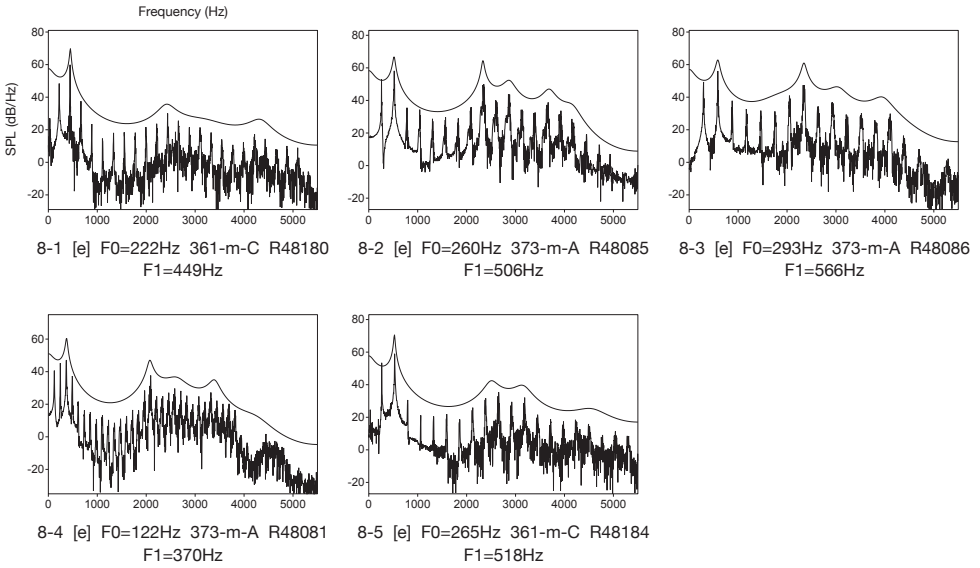 Frequency (Hz)
SPL (dB/Hz)
80
60
40
20
0
-20
0 1000 2000 3000 4000 5000
80
60
40
20
0
-20
0 1000 2000 3000 4000 5000
80
60
40
20
0
-20
0 1000 2000 3000 4000 5000
8-1 [e] F0=222Hz 361-m-C R48180
F1=449Hz
8-2 [e] F0=260Hz 373-m-A R48085
F1=506Hz
8-3 [e] F0=293Hz 373-m-A R48086
F1=566Hz
60
40
20
0
-20
0 1000 2000 3000 4000 5000
80
60
40
20
0
-20
0 1000 2000 3000 4000 5000
8-4 [e] F0=122Hz 373-m-A R48081
F1=370Hz
8-5 [e] F0=265Hz 361-m-C R48184
F1=518Hz